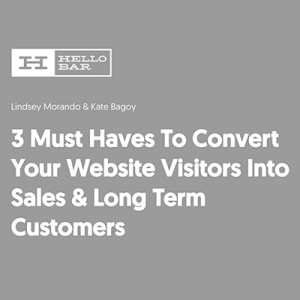 H HELLO
BAR
Lindsey Morando & Kate Bagoy
3 Must Haves To Convert
Your Website Visitors Into
Sales & Long Term
Customers